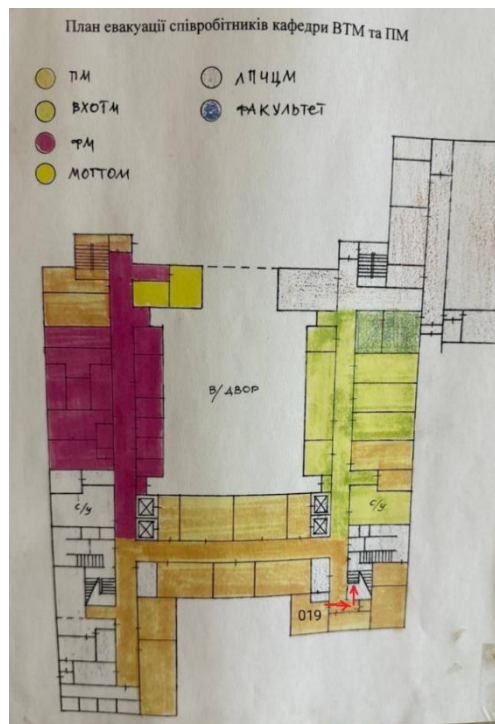 План евакуації співробітників кафедри ВТМ та ПМ
ПМ
ЛПЧЦМ
ВХОТМ
ФАКУЛЬТЕТ
ФМ
МОТТОМ
В/ДВОР
с/у
с/у
019